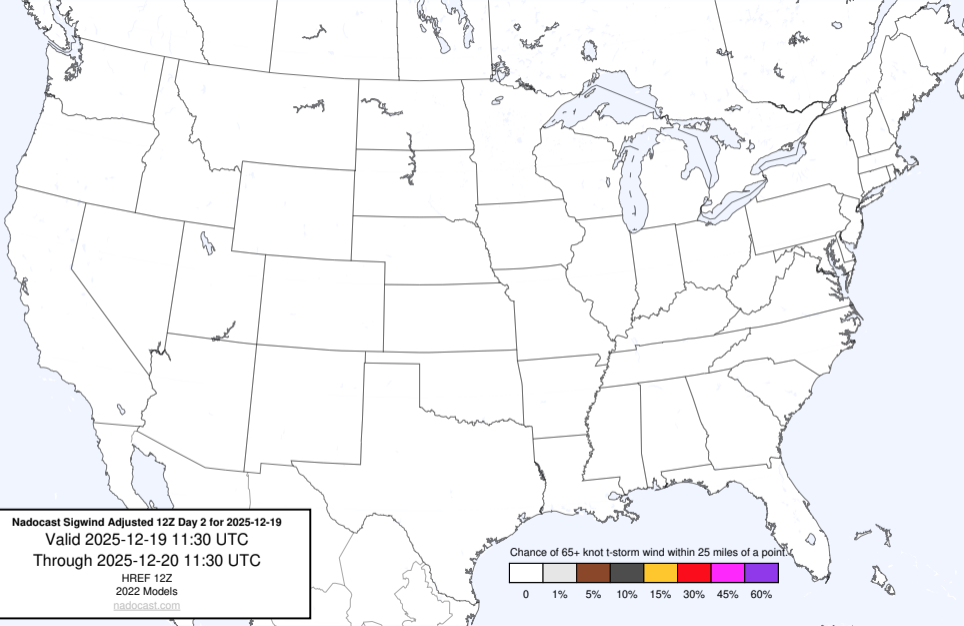 Nadocast Sigwind Adjusted 12Z Day 2 for 2025-12-19
Valid 2025-12-19 11:30 UTC
Through 2025-12-20 11:30 UTC
HREF 12Z
2022 Models
nadocast.com
Chance of 65+ knot t-storm wind within 25 miles of a point.
0 1% 5% 10% 15% 30% 45% 60%